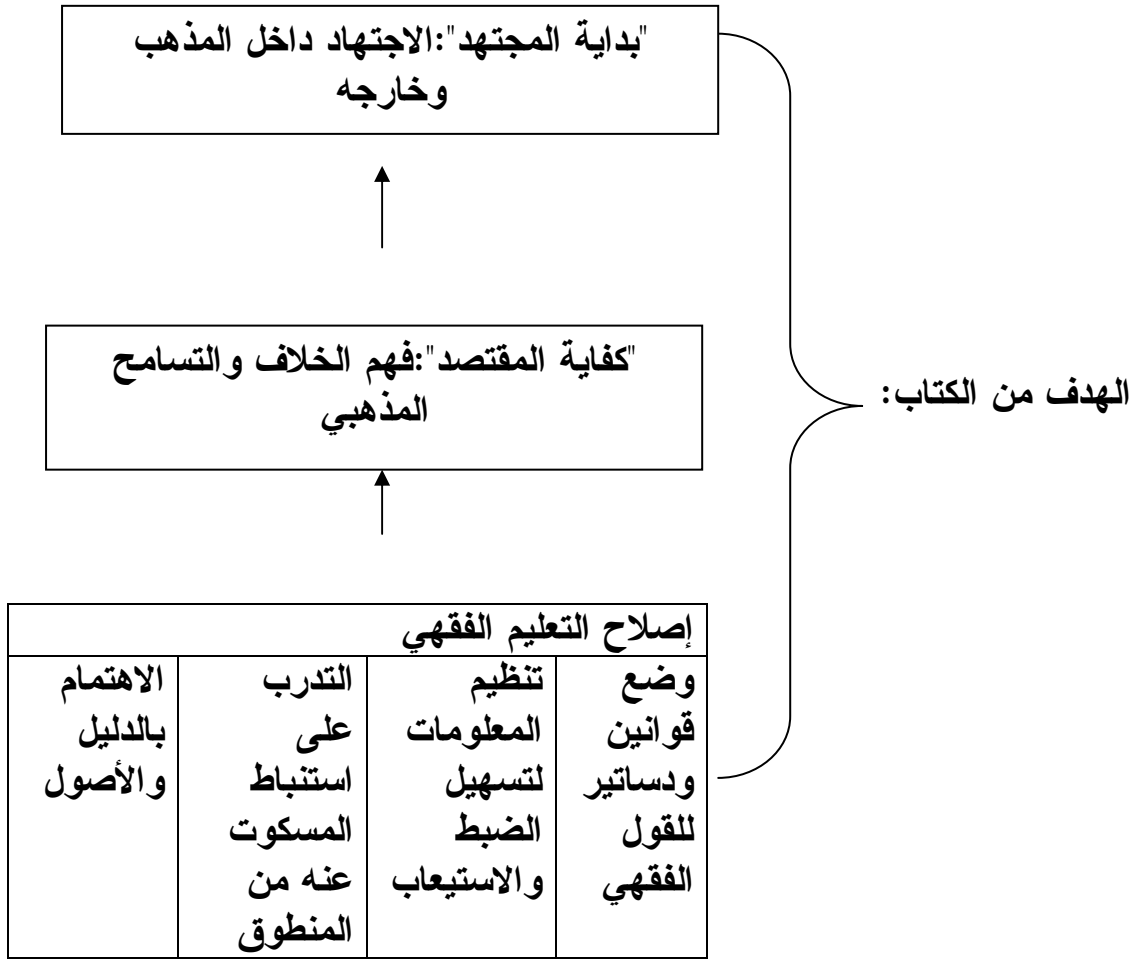 "بداية المجتهد":الاجتهاد داخل المذهب
وخارجه
"كفاية المقتصد":فهم الخلاف والتسامح
المذهبي
الهدف من الكتاب:
إصلاح التعليم الفقهي
وضع
قوانين
ودساتير
للقول
الفقهي
تنظيم
المعلومات
لتسهيل
الضبط
والاستيعاب
التدرب
على
استنباط
المسكوت
عنه من
المنطوق
الاهتمام
بالدليل
والأصول